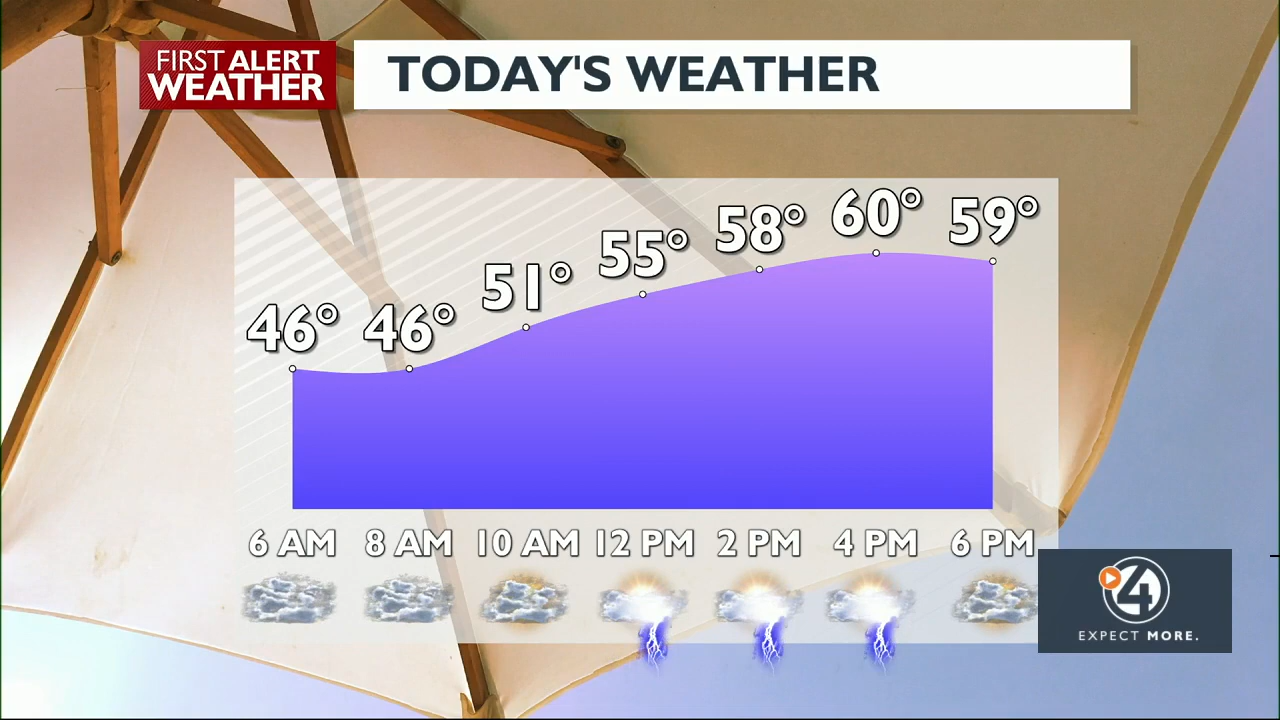 FIRST ALERT
WEATHER
TODAY'S WEATHER
46° 46° 51° 55° 58° 60° 59°
6 AM 8 AM 10 AM 12 PM 2 PM 4 PM 6 PM
4
EXPECT MORE.